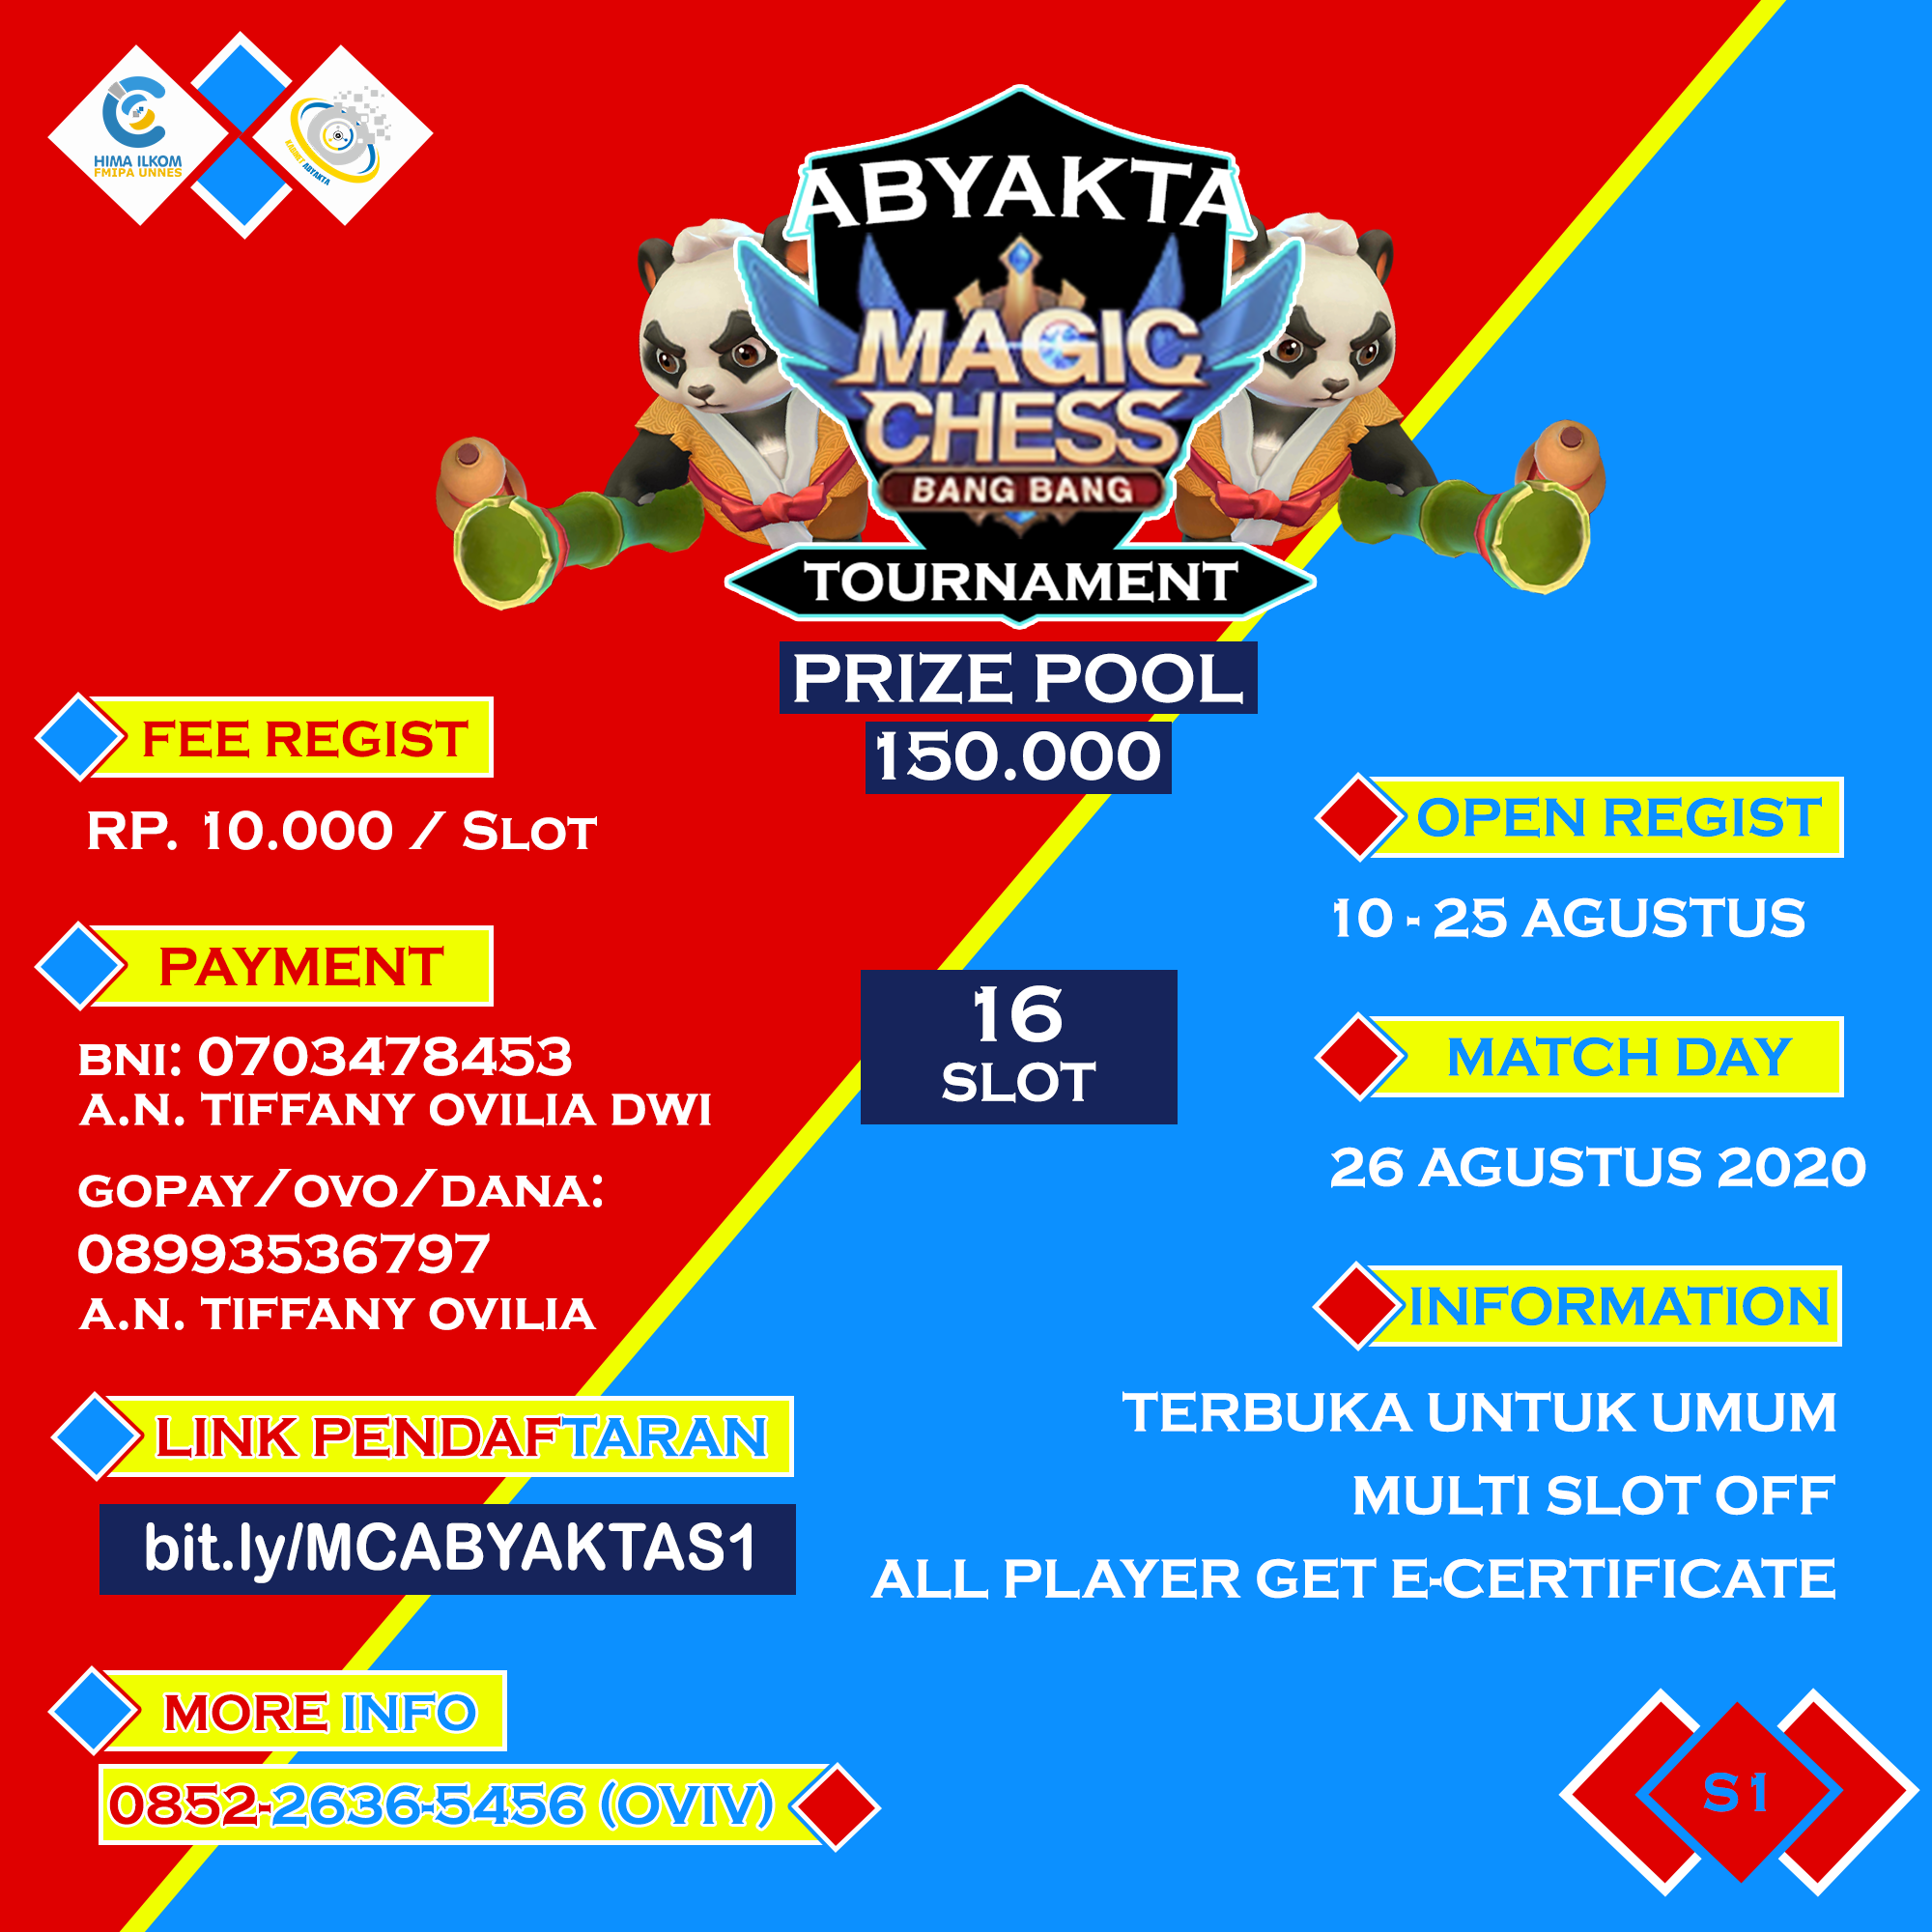 HIMA ILKOM
FMIPA UNNES
KABINET ABYAKTA
ABYAKTA
MAGIC
CHESS
BANG BANG
TOURNAMENT
PRIZE POOL
150.000
FEE REGIST
RP. 10.000 / SLOT
PAYMENT
BNI: 0703478453
A.N. TIFFANY OVILIA DWI
GOPAY/OVO/DANA:
08993536797
A.N. TIFFANY OVILIA
16
SLOT
OPEN REGIST
10 - 25 AGUSTUS
MATCH DAY
26 AGUSTUS 2020
INFORMATION
TERBUKA UNTUK UMUM
MULTI SLOT OFF
ALL PLAYER GET E-CERTIFICATE
LINK PENDAFTARAN
bit.ly/MCABYAKTAS1
MORE INFO
0852-2636-5456 (OVIV)
S1